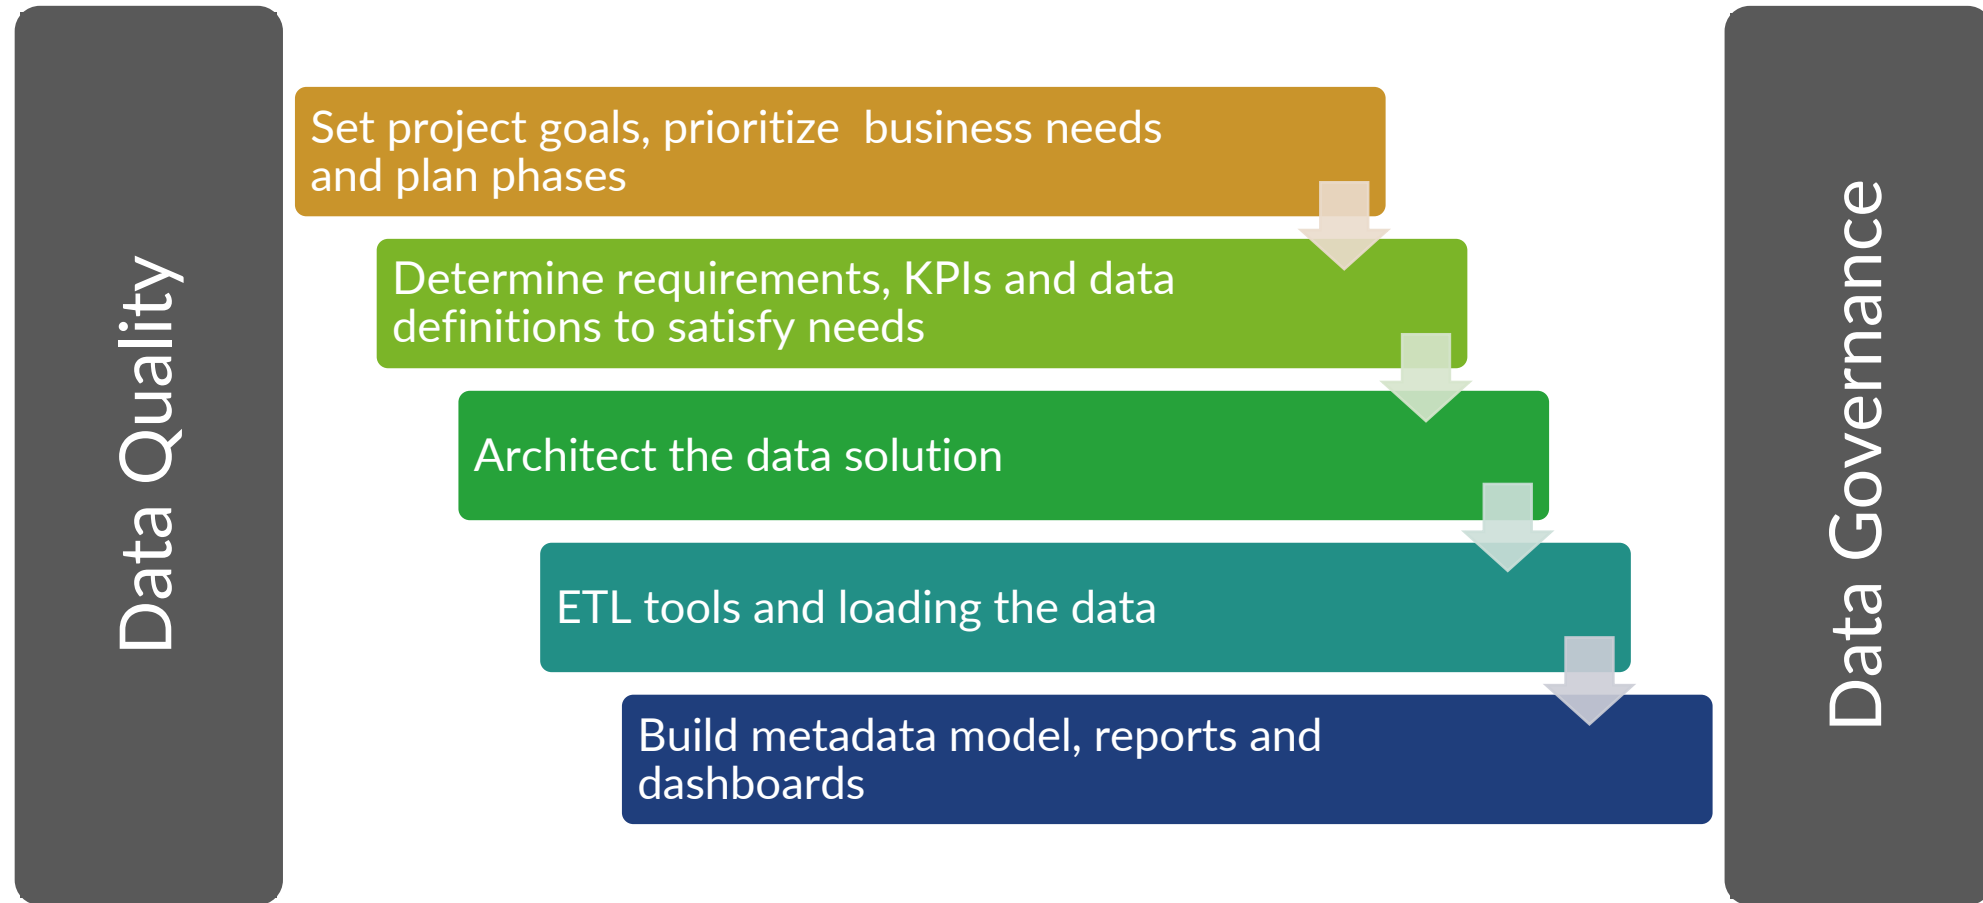 Data Quality
Set project goals, prioritize  business needs
and plan phases
Determine requirements, KPIs and data
definitions to satisfy needs
Architect the data solution
ETL tools and loading the data
Build metadata model, reports and
dashboards
Data Governance